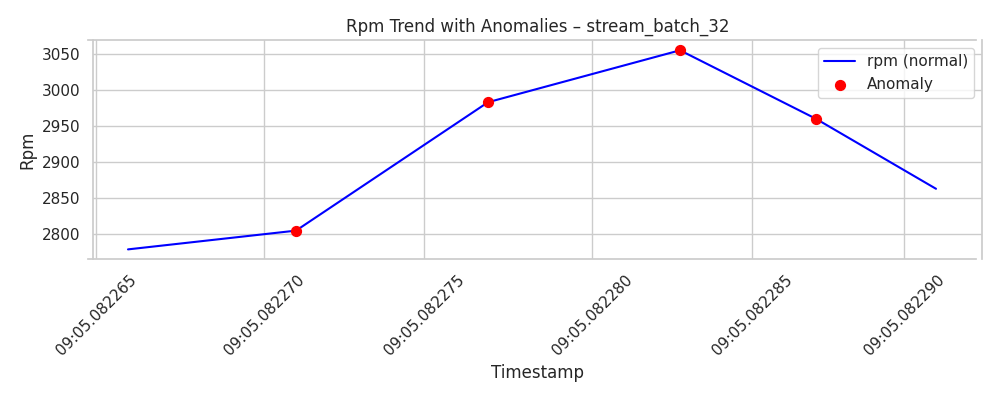 Rpm Trend with Anomalies – stream_batch_32
rpm (normal)
Anomaly
Rpm
3050
3000
2950
2900
2850
2800
09:05.082265
09:05.082270
09:05.082275
09:05.082280
09:05.082285
09:05.082290
Timestamp